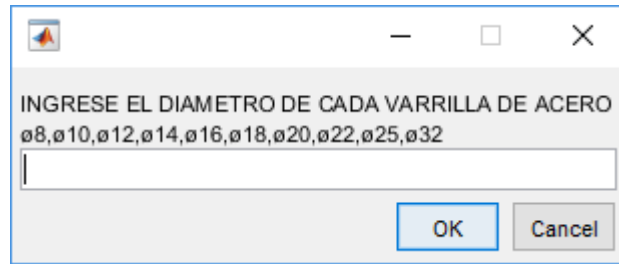 INGRESE EL DIAMETRO DE CADA VARRILLA DE ACERO
ø8,ø10,ø12,ø14,ø16,ø18,ø20,ø22,ø25,ø32
OK Cancel